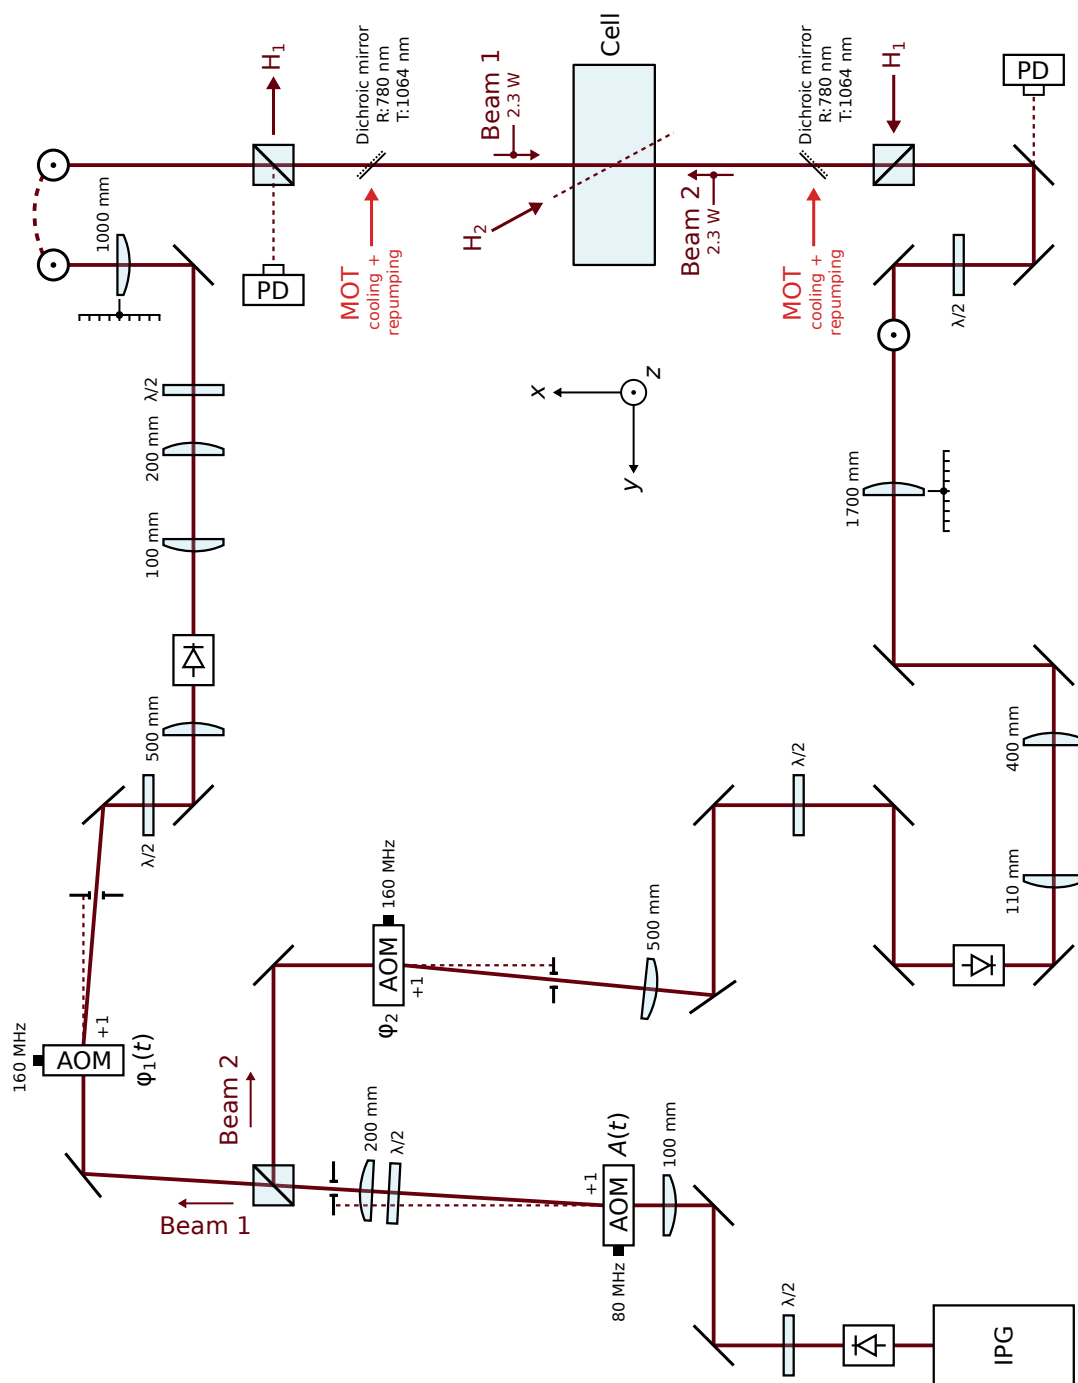 H₁
Dichroic mirror
R:780 nm
T:1064 nm
Beam 1
2.3 W
Cell
Dichroic mirror
R:780 nm
T:1064 nm
H₁
PD
1000 mm
PD
MOT
cooling +
repumping
H₂
Beam 2
2.3 W
MOT
cooling +
repumping
λ/2
λ/2
200 mm
100 mm
x
z
y
1700 mm
500 mm
λ/2
λ/2
400 mm
110 mm
160 MHz
AOM
+1
φ₂
500 mm
160 MHz
AOM
+1
φ₁(t)
Beam 2
Beam 1
200 mm
λ/2
A(t)
+1
AOM
80 MHz
100 mm
λ/2
IPG